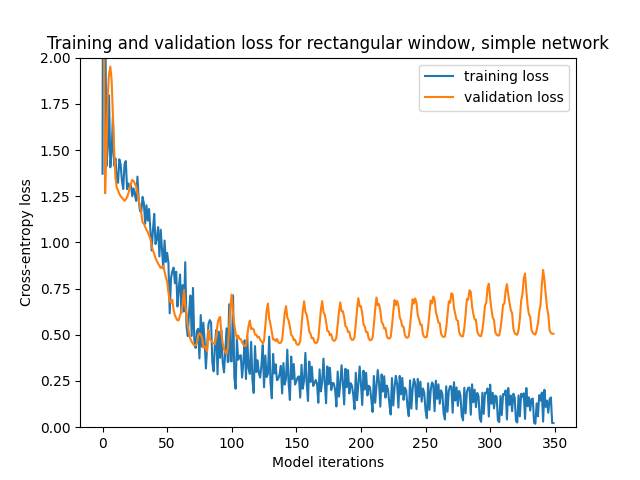 Training and validation loss for rectangular window, simple network
training loss
validation loss
Cross-entropy loss
2.00
1.75
1.50
1.25
1.00
0.75
0.50
0.25
0.00
0 50 100 150 200 250 300 350
Model iterations